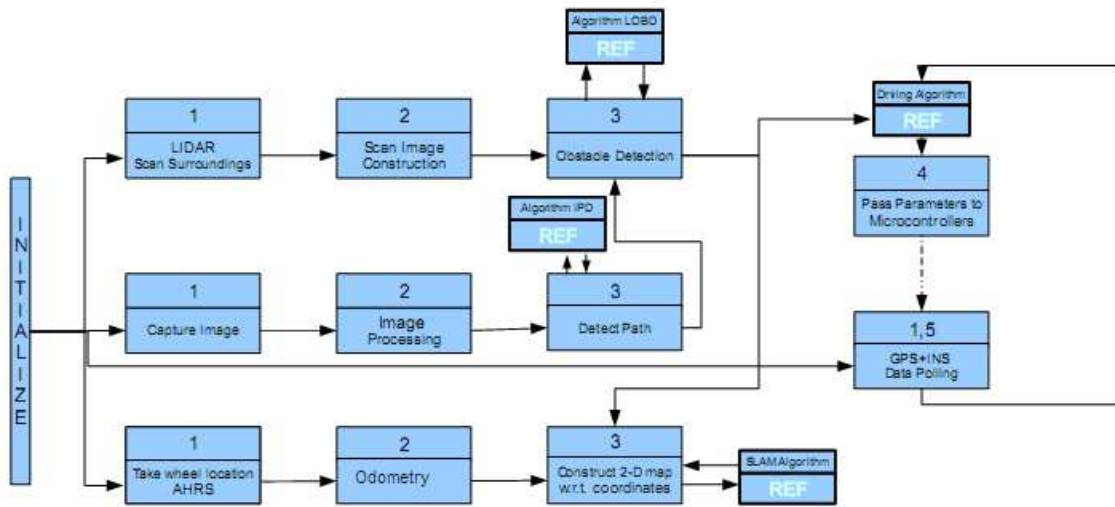 Algorithm LOBO
REF
1
LIDAR
Scan Surroundings
2
Scan Image
Construction
3
Obstacle Detection
Driving Algorithm
REF
4
Pass Parameters to
Microcontrollers
INITIALIZE
Algorithm IPD
REF
1
Capture Image
2
Image
Processing
3
Detect Path
1,5
GPS+INS
Data Polling
1
Take wheel location
AHRS
2
Odometry
3
Construct 2-D map
w.r.t. coordinates
SLAM Algorithm
REF